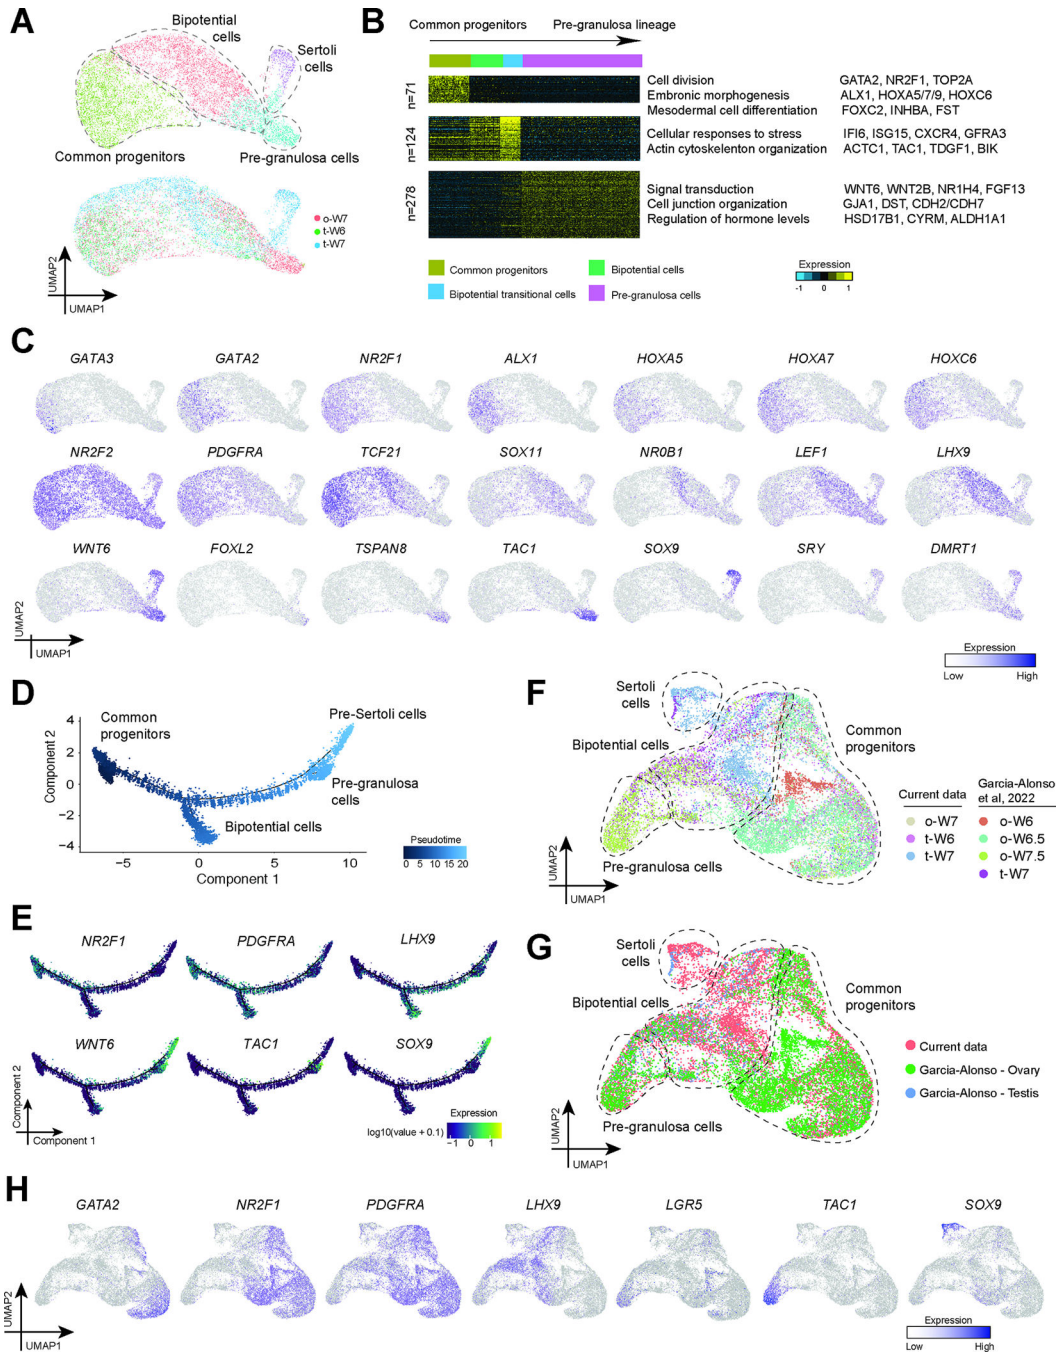 A
Bipotential
cells
Sertoli
cells
Common progenitors
Pre-granulosa cells
o-W7
t-W6
t-W7
UMAP2
UMAP1
B
Common progenitors
Pre-granulosa lineage
n=71
Cell division
GATA2, NR2F1, TOP2A
Embronic morphogenesis
ALX1, HOXA5/7/9, HOXC6
Mesodermal cell differentiation
FOXC2, INHBA, FST
n=124
Cellular responses to stress
IFI6, ISG15, CXCR4, GFRA3
Actin cytoskelenton organization
ACTC1, TAC1, TDGF1, BIK
n=278
Signal transduction
WNT6, WNT2B, NR1H4, FGF13
Cell junction organization
GJA1, DST, CDH2/CDH7
Regulation of hormone levels
HSD17B1, CYRM, ALDH1A1
Common progenitors
Bipotential cells
Bipotential transitional cells
Pre-granulosa cells
Expression
-1 0 1
C
GATA3 GATA2 NR2F1 ALX1 HOXA5 HOXA7 HOXC6
NR2F2 PDGFRA TCF21 SOX11 NR0B1 LEF1 LHX9
WNT6 FOXL2 TSPAN8 TAC1 SOX9 SRY DMRT1
UMAP2
UMAP1
Expression
Low High
D
Common
progenitors
Pre-Sertoli cells
Pre-granulosa
cells
Bipotential cells
Component 2
4
2
0
−2
−4
−5 0 5 10
Component 1
Pseudotime
0 5 10 15 20
E
NR2F1 PDGFRA LHX9
WNT6 TAC1 SOX9
Component 2
Component 1
Expression
log10(value + 0.1)
−1 0 1
F
Sertoli
cells
Bipotential cells
Common
progenitors
Pre-granulosa cells
UMAP2
UMAP1
Current data
o-W7
t-W6
t-W7
Garcia-Alonso
et al, 2022
o-W6
o-W6.5
o-W7.5
t-W7
G
Sertoli
cells
Bipotential cells
Common
progenitors
Pre-granulosa cells
UMAP2
UMAP1
Current data
Garcia-Alonso - Ovary
Garcia-Alonso - Testis
H
GATA2 NR2F1 PDGFRA LHX9 LGR5 TAC1 SOX9
UMAP2
UMAP1
Expression
Low High